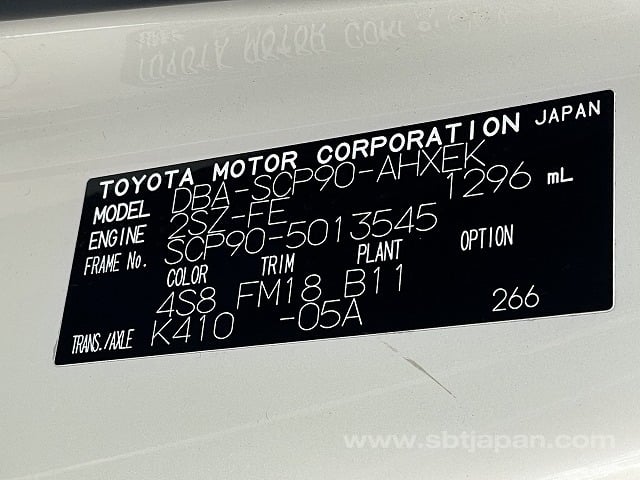 TOYOTA MOTOR CORPORATION JAPAN
MODEL DBA-SCP90-AHXEK
ENGINE 2SZ-FE 1296 mL
FRAME No. SCP90-5013545
COLOR TRIM PLANT OPTION
4S8 FM18 B11
TRANS./AXLE K410 -05A 266
www.sbtjapan.com